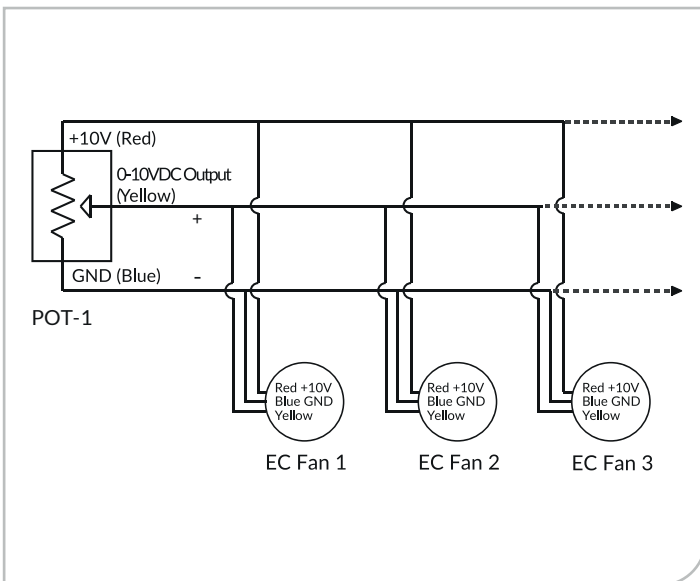 +10V (Red)
0-10VDC Output
(Yellow)
+
GND (Blue) -
POT-1
Red +10V
Blue GND
Yellow
EC Fan 1
Red +10V
Blue GND
Yellow
EC Fan 2
Red +10V
Blue GND
Yellow
EC Fan 3